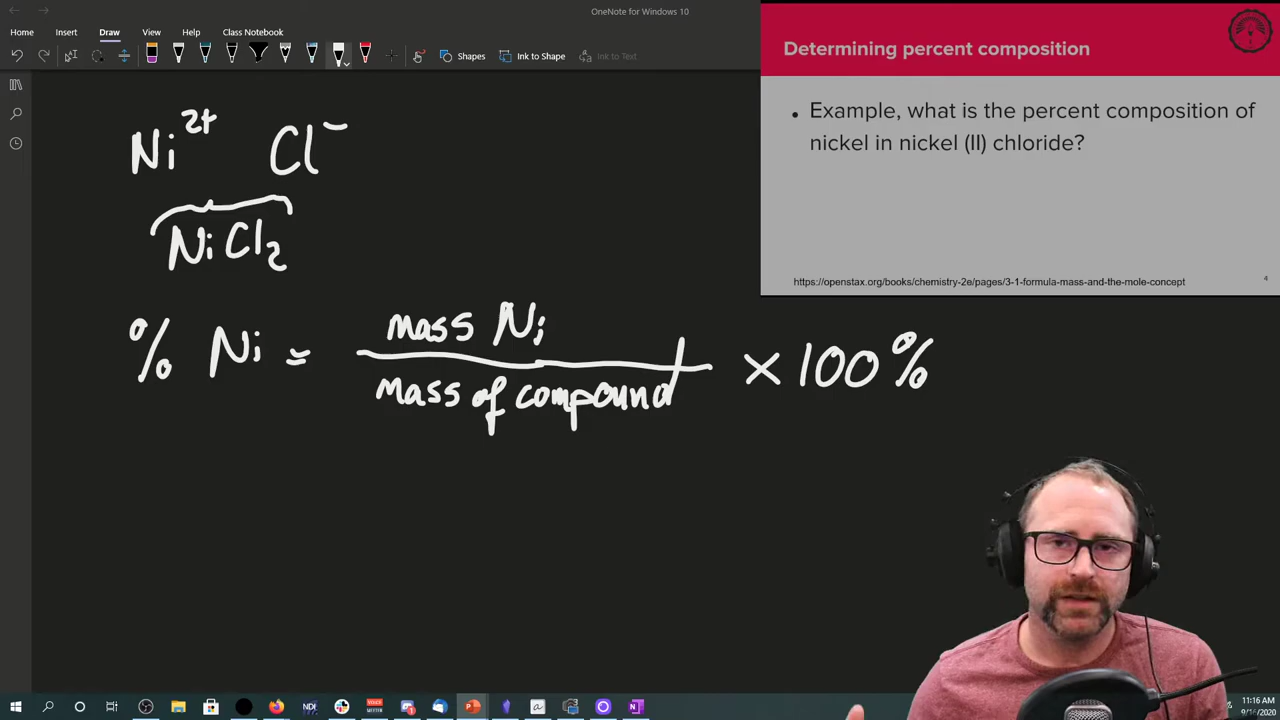 OneNote for Windows 10
Home Insert Draw View Help Class Notebook
Shapes Ink to Shape Ink to Text
Determining percent composition
• Example, what is the percent composition of
nickel in nickel (II) chloride?
https://openstax.org/books/chemistry-2e/pages/3-1-formula-mass-and-the-mole-concept
4
Ni²⁺ Cl⁻
NiCl₂
% Ni = mass Ni
mass of compound
× 100%
11:16 AM